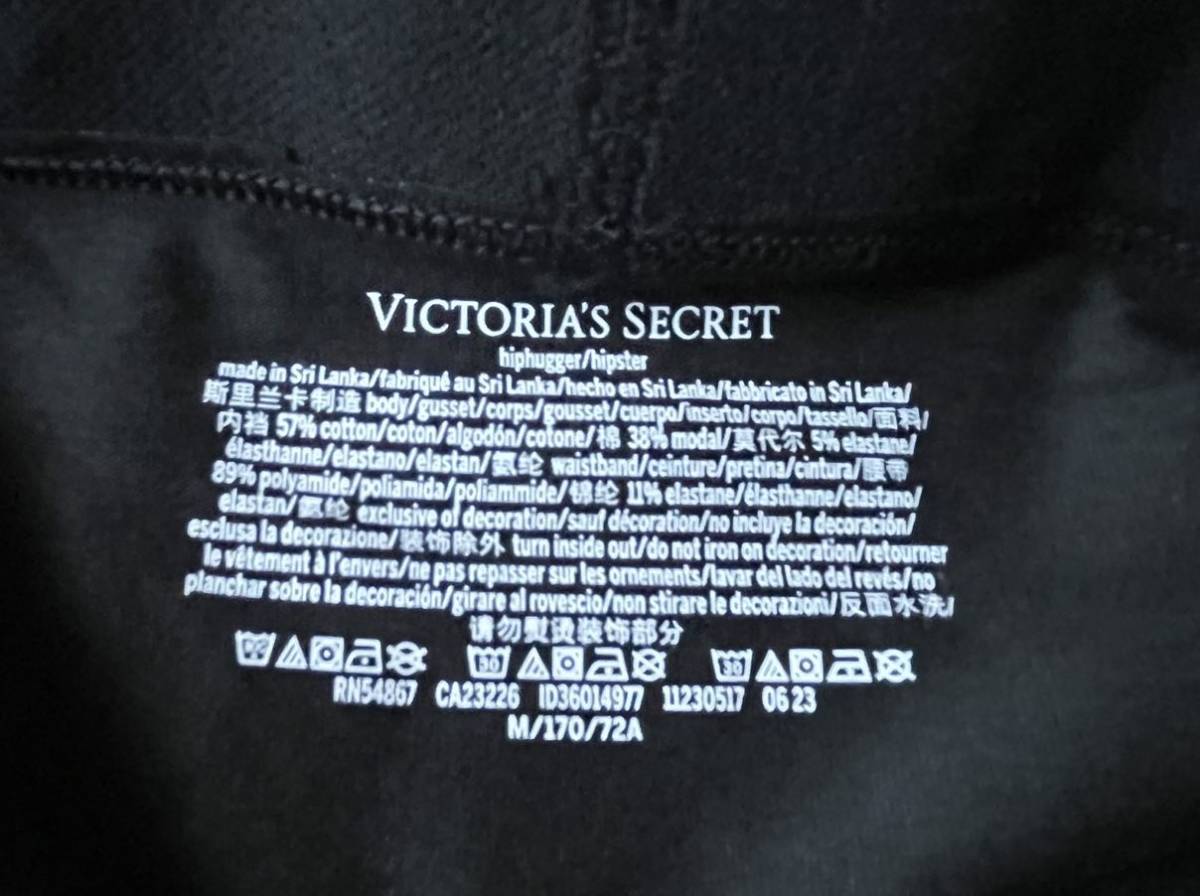 VICTORIA'S SECRET
hiphugger/hipster
made in Sri Lanka/fabriqué au Sri Lanka/hecho en Sri Lanka/fabbricato in Sri Lanka/
斯里兰卡制造 body/gusset/corps/gousset/cuerpo/inserto/corpo/tassello/面料/
内裆 57% cotton/coton/algodón/cotone/棉 38% modal/莫代尔 5% elastane/
élasthanne/elastano/elastan/氨纶 waistband/ceinture/pretina/cintura/腰带
89% polyamide/poliamida/poliammide/锦纶 11% elastane/élasthanne/elastano/
elastan/氨纶 exclusive of decoration/sauf décoration/no incluye la decoración/
esclusa la decorazione/装饰除外 turn inside out/do not iron on decoration/retourner
le vêtement à l'envers/ne pas repasser sur les ornements/lavar del lado del revés/no
planchar sobre la decoración/girare al rovescio/non stirare le decorazioni/反面水洗/
请勿熨烫装饰部分
30 30
RN54867 CA23226 ID36014977 11230517 06 23
M/170/72A